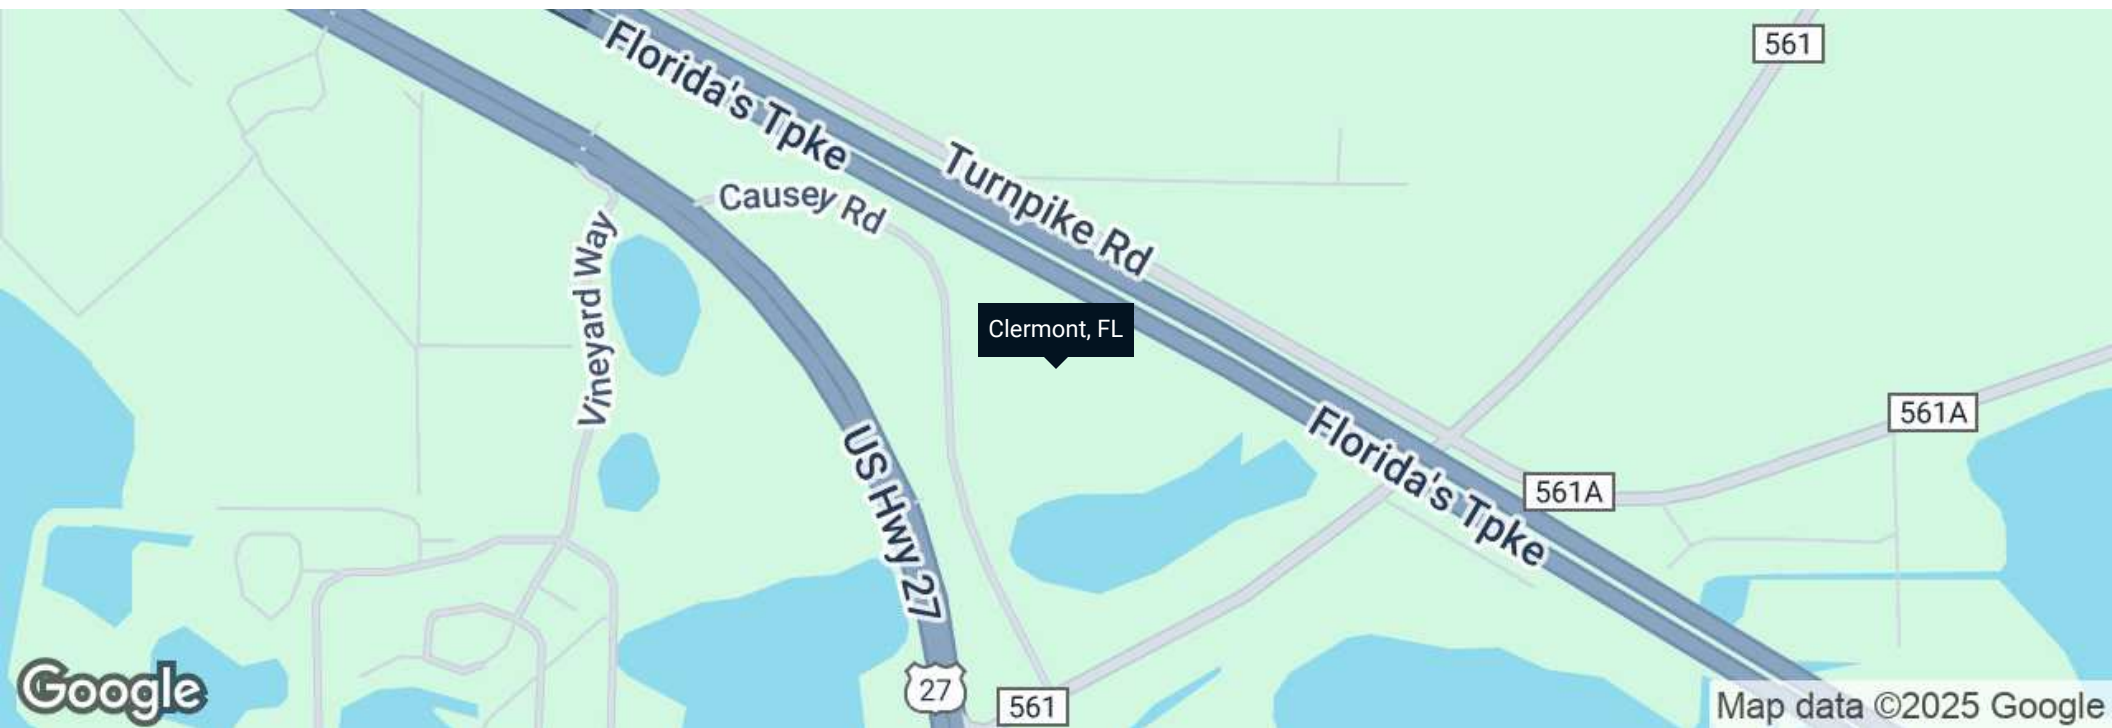 561
Florida's Tpke
Turnpike Rd
Causey Rd
Vineyard Way
Clermont, FL
US Hwy 27
Florida's Tpke
561A
561A
27
561
Google
Map data ©2025 Google